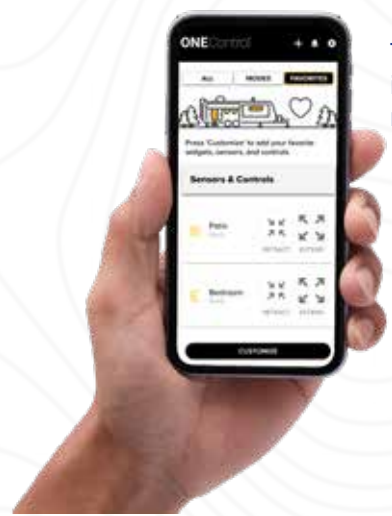 ONEControl
ALL MODES FAVORITES
Press 'Customize' to add your favorite
widgets, sensors, and controls
Sensors & Controls
Patio
RETRACT EXTEND
Bedroom
RETRACT EXTEND
CUSTOMIZE